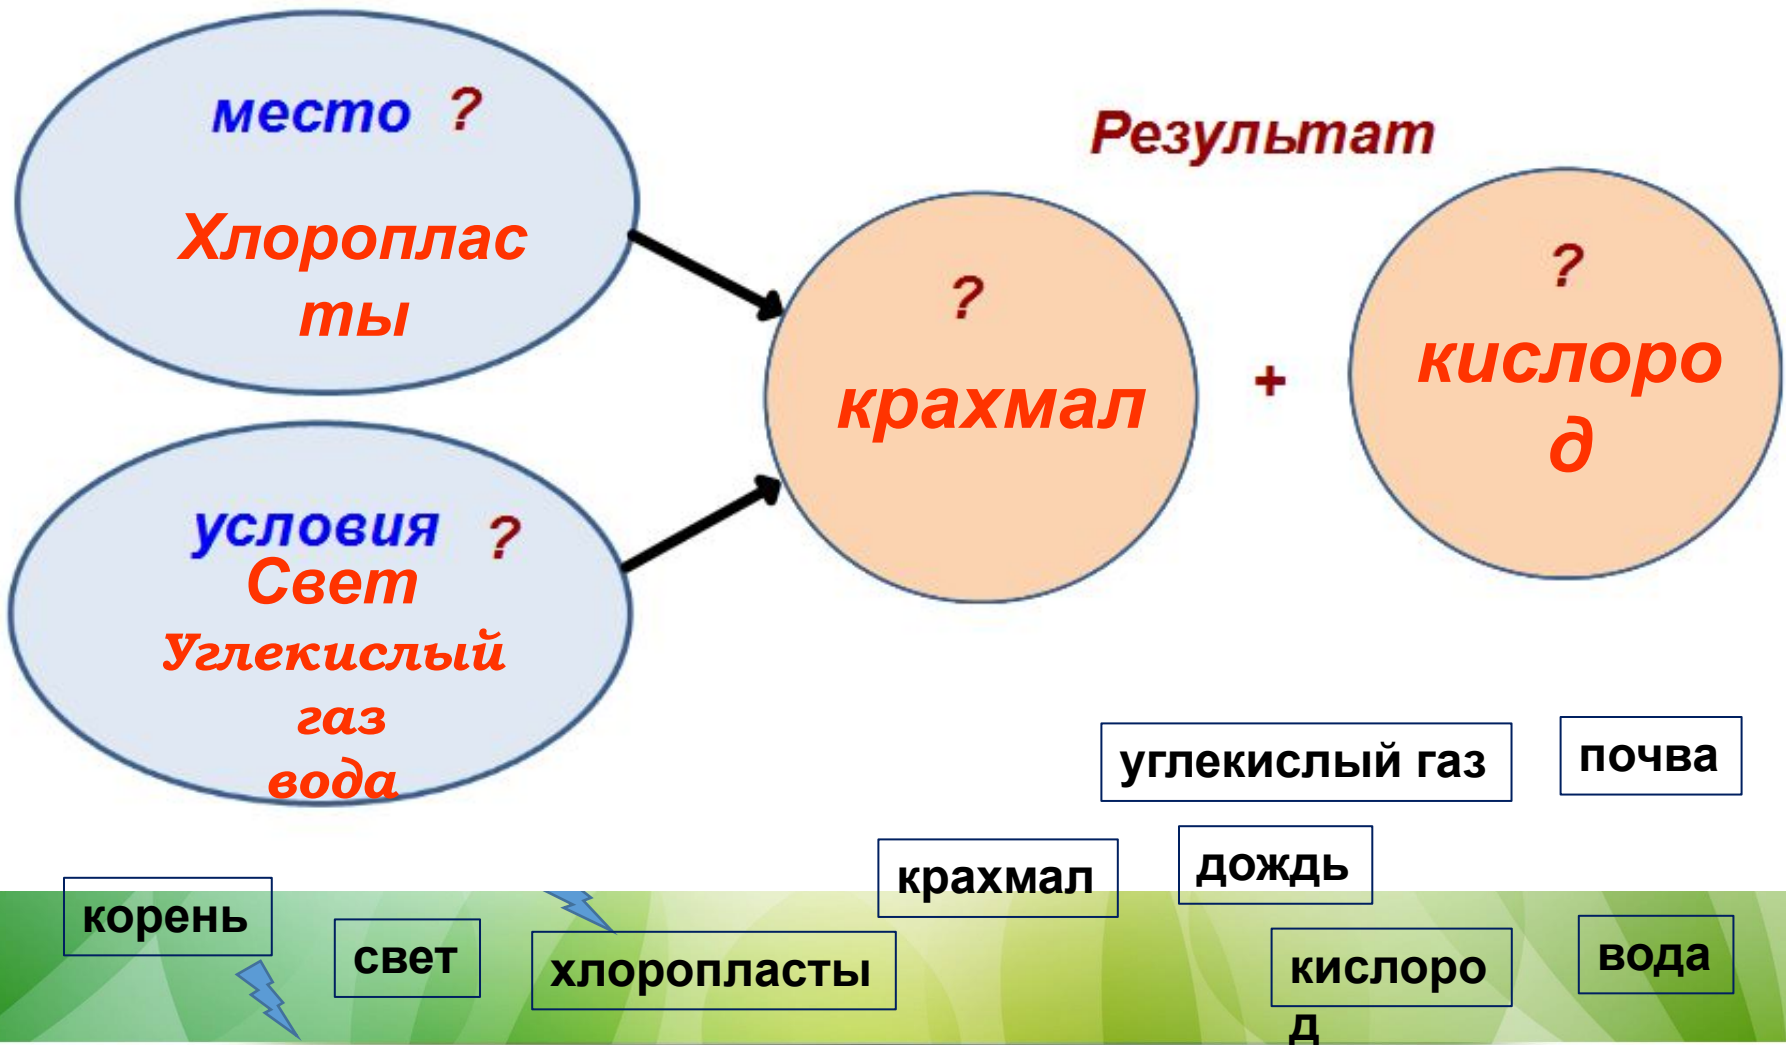 место ?
Хлороплас
ты
Результат
?
крахмал
+
?
кислоро
д
условия ?
Свет
Углекислый
газ
вода
углекислый газ
почва
крахмал
дождь
корень
свет
хлоропласты
кислоро
д
вода